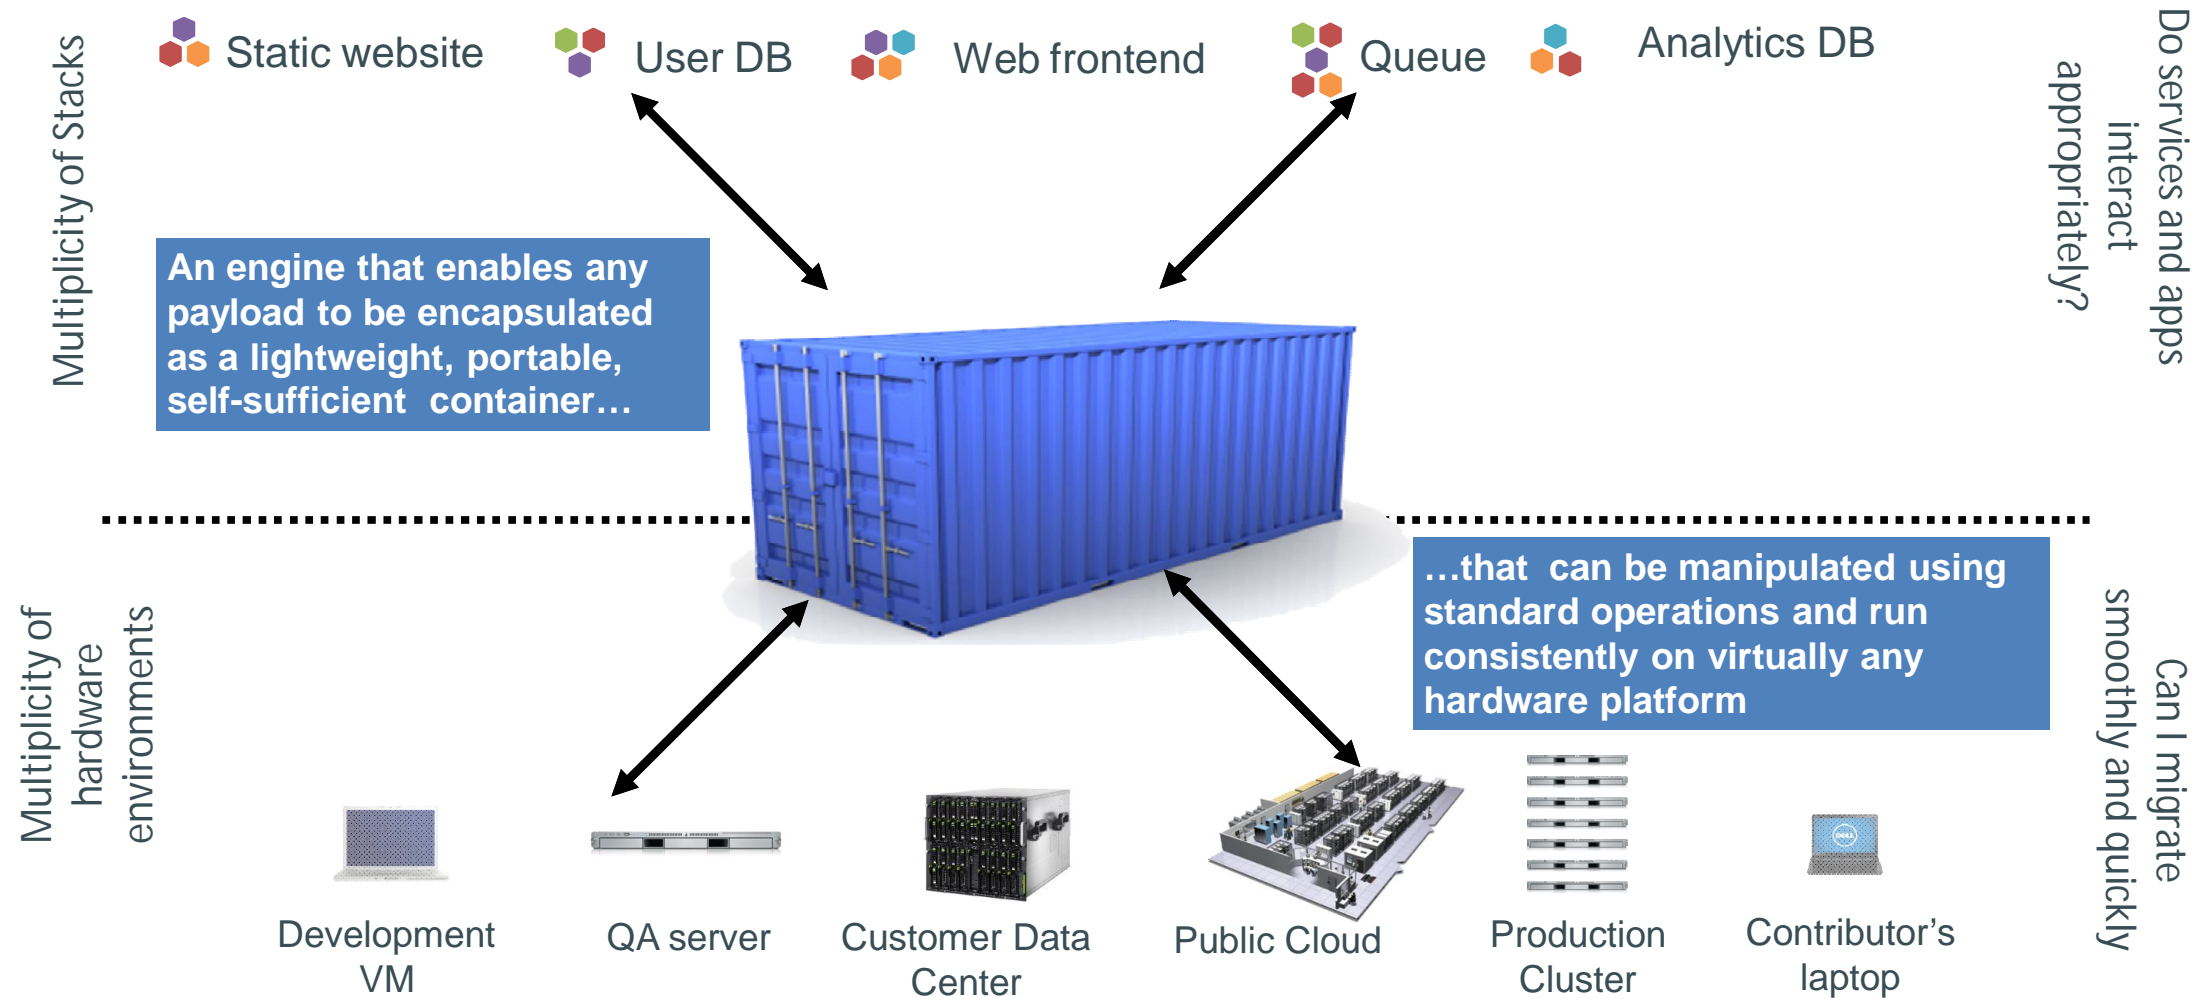 Static website
User DB
Web frontend
Queue
Analytics DB
Multiplicity of Stacks
Do services and apps
interact
appropriately?
An engine that enables any
payload to be encapsulated
as a lightweight, portable,
self-sufficient container…
…that can be manipulated using
standard operations and run
consistently on virtually any
hardware platform
Multiplicity of
hardware
environments
Can I migrate
smoothly and quickly
DELL
Development
VM
QA server
Customer Data
Center
Public Cloud
Production
Cluster
Contributor’s
laptop